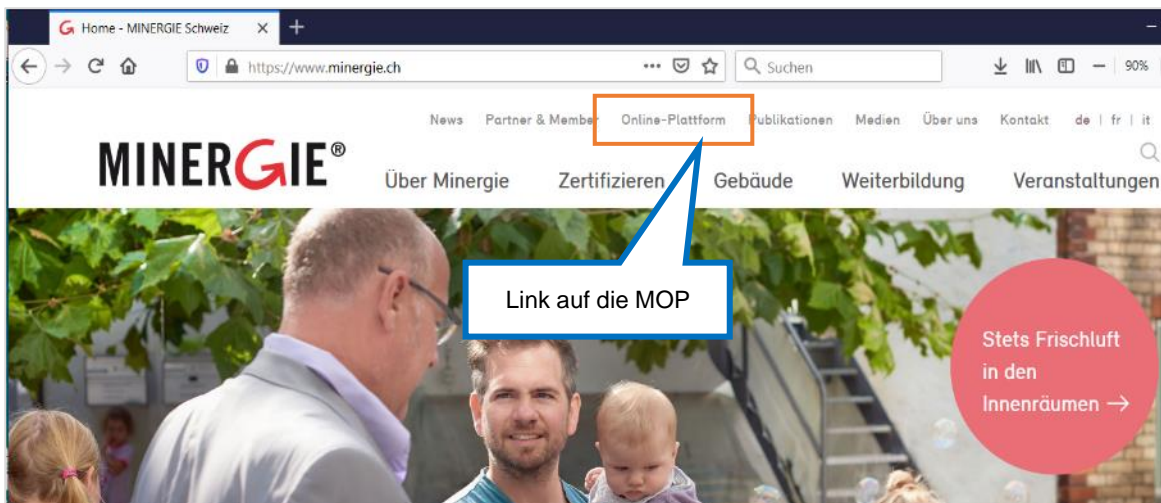 Home - MINERGIE Schweiz
https://www.minergie.ch
Suchen
90%
News Partner & Member Online-Plattform Publikationen Medien Über uns Kontakt de | fr | it
MINERGIE®
Über Minergie Zertifizieren Gebäude Weiterbildung Veranstaltungen
Link auf die MOP
Stets Frischluft
in den
Innenräumen →